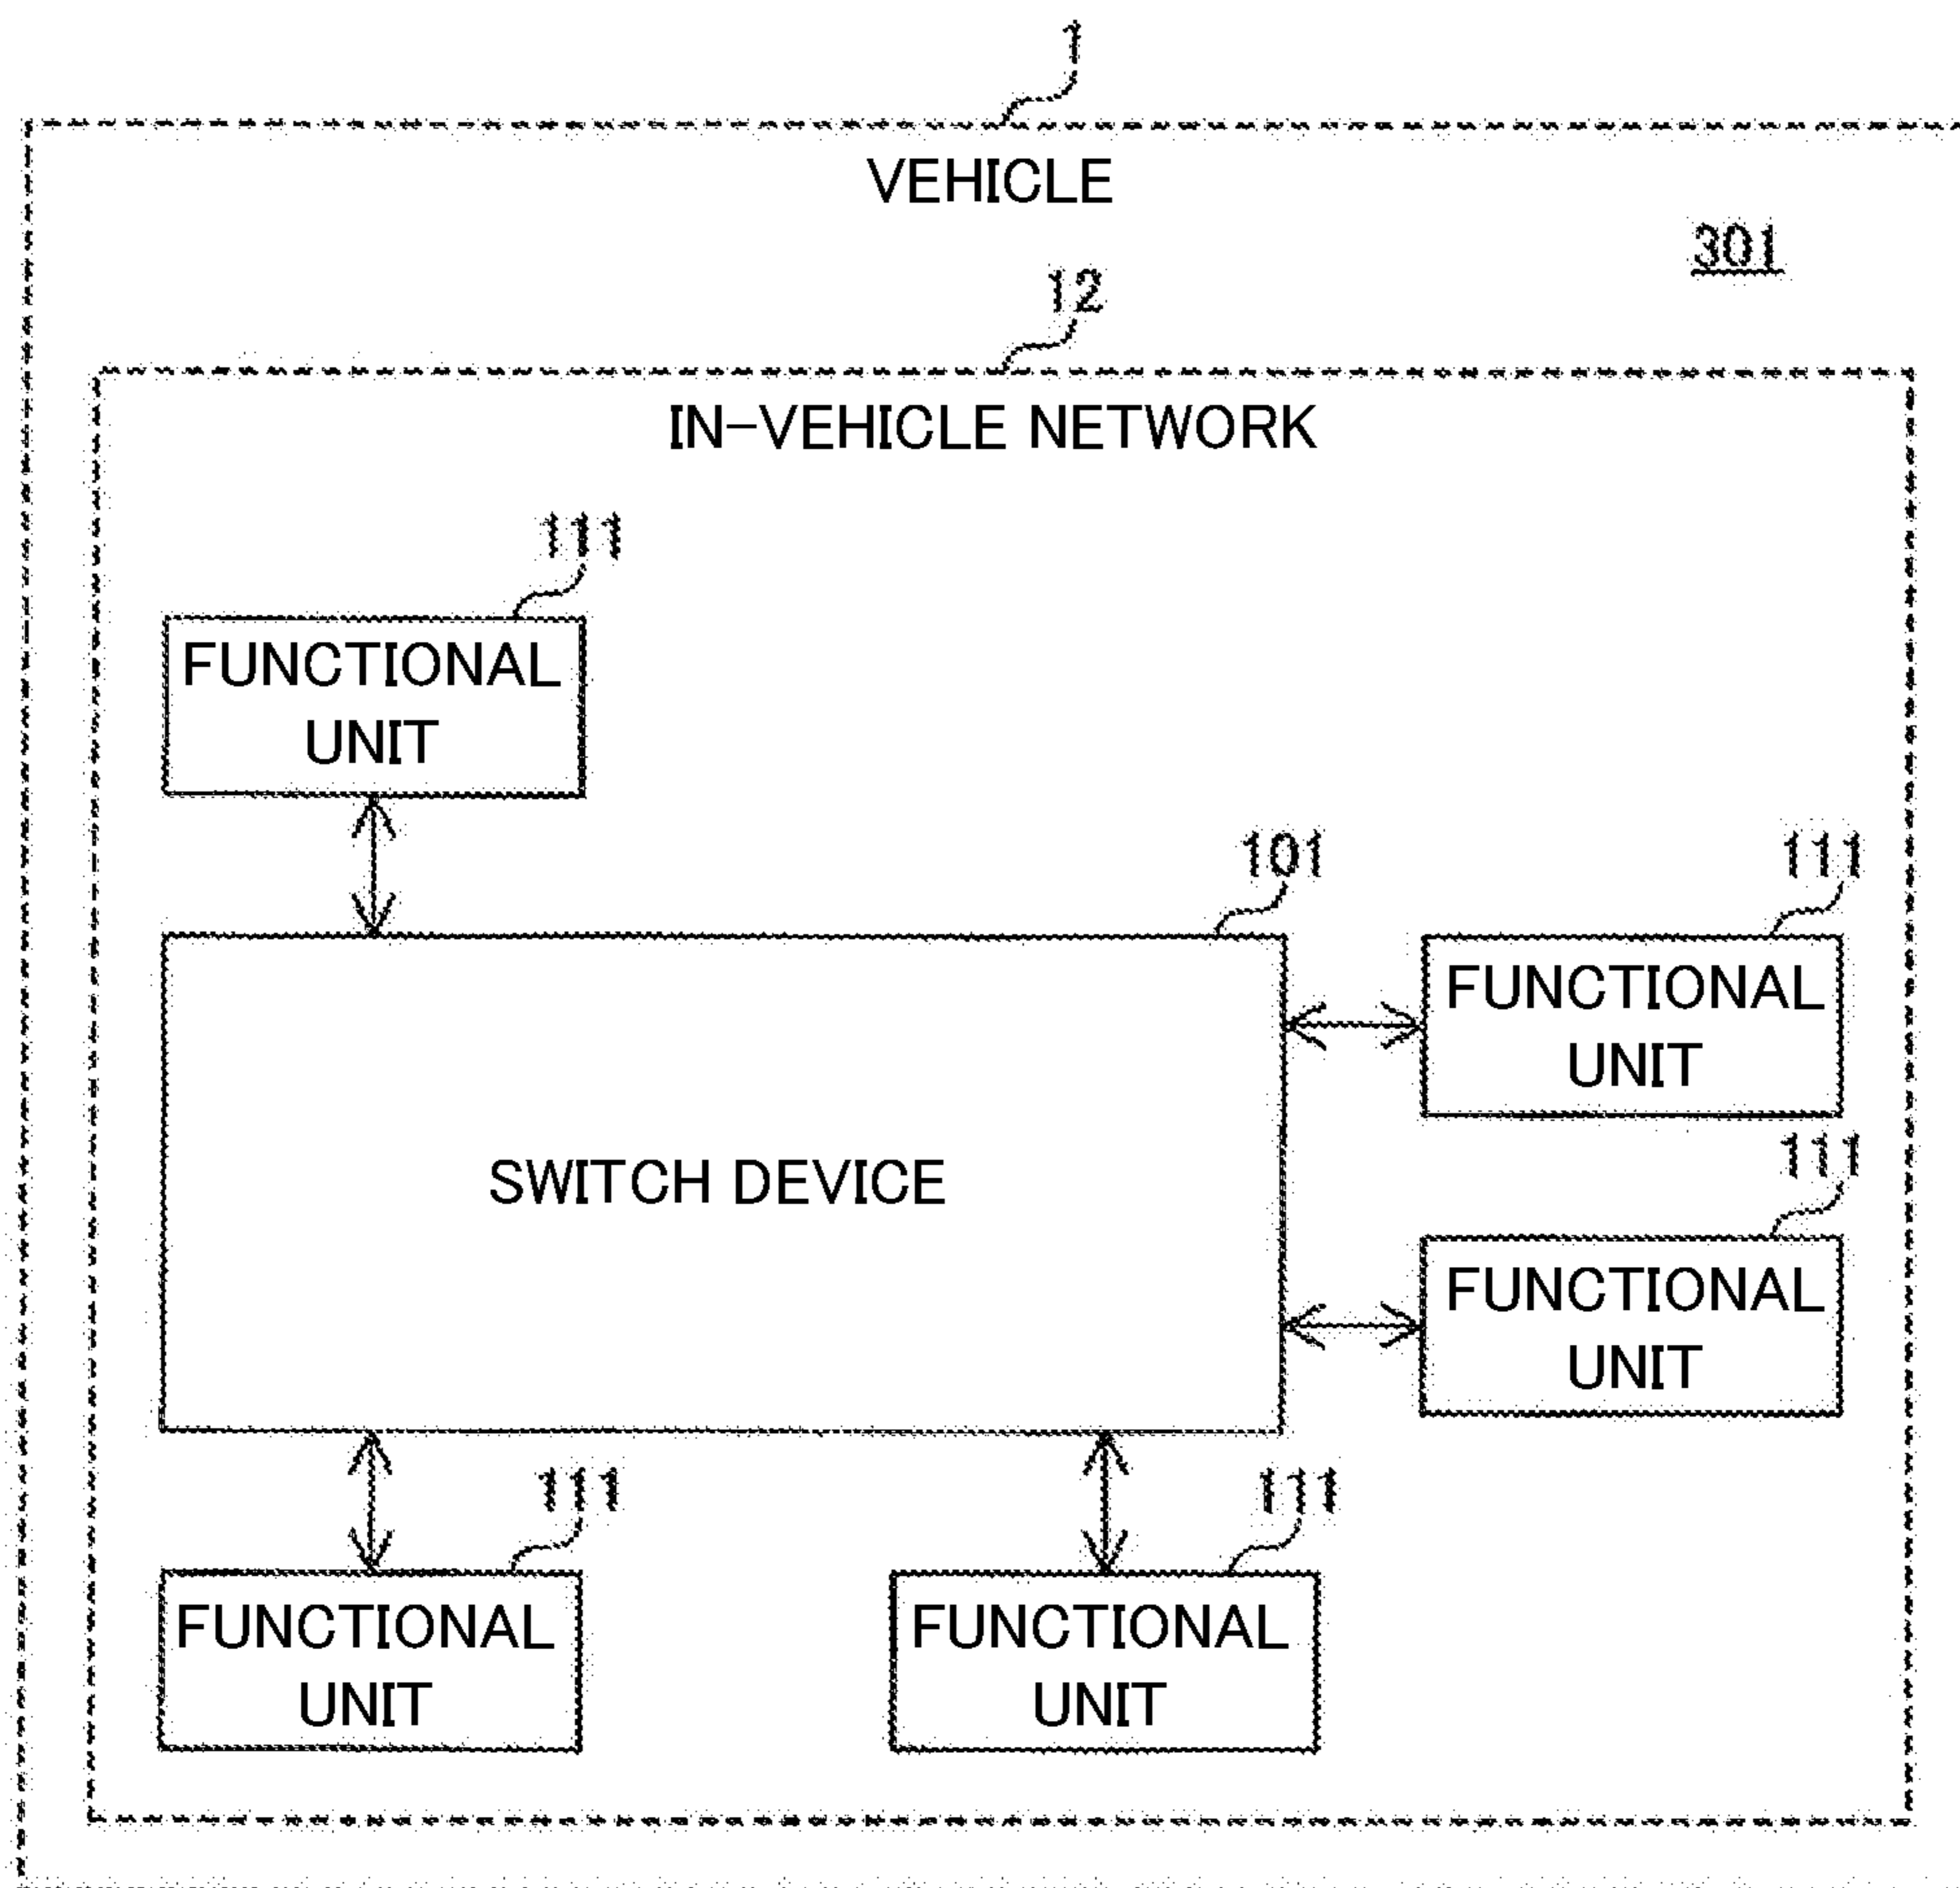 1
VEHICLE
301
12
IN-VEHICLE NETWORK
111
FUNCTIONAL
UNIT
101
111
FUNCTIONAL
UNIT
SWITCH DEVICE
111
FUNCTIONAL
UNIT
111
111
FUNCTIONAL
UNIT
FUNCTIONAL
UNIT